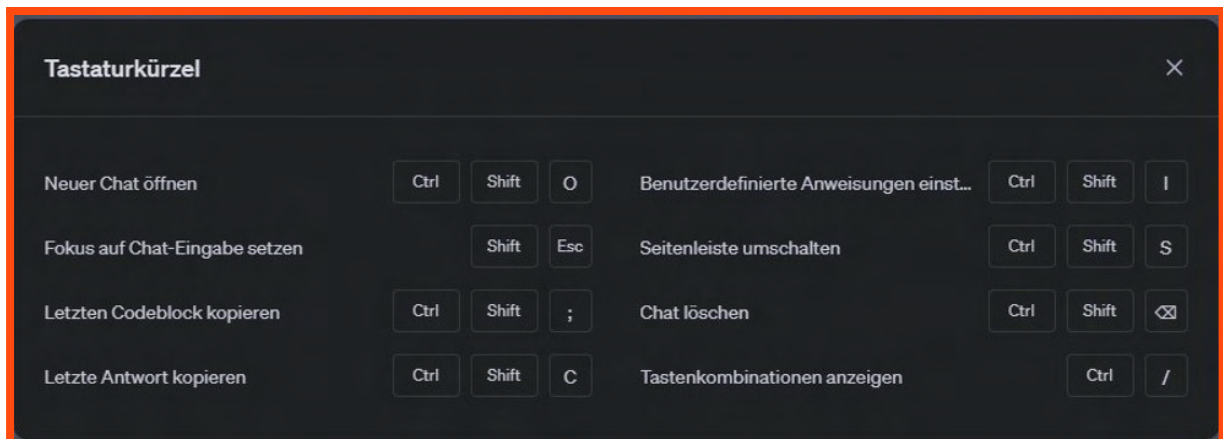 Tastaturkürzel
Neuer Chat öffnen Ctrl Shift O Benutzerdefinierte Anweisungen einst... Ctrl Shift I
Fokus auf Chat-Eingabe setzen Shift Esc Seitenleiste umschalten Ctrl Shift S
Letzten Codeblock kopieren Ctrl Shift ; Chat löschen Ctrl Shift ⌫
Letzte Antwort kopieren Ctrl Shift C Tastenkombinationen anzeigen Ctrl /